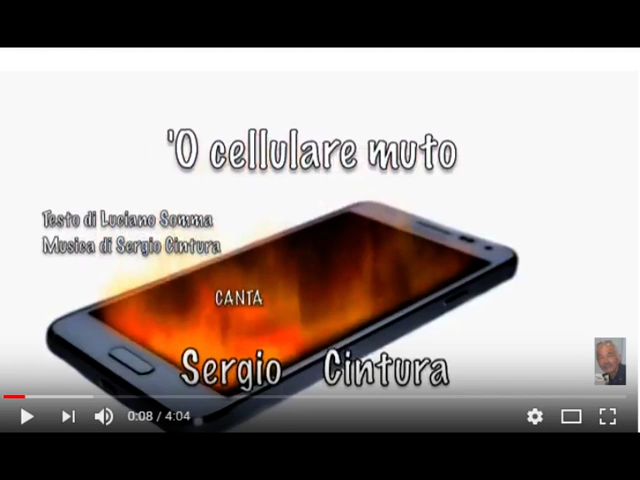 'O cellulare muto
Testo di Luciano Somma
Musica di Sergio Cintura
CANTA
Sergio Cintura
0:08 / 4:04